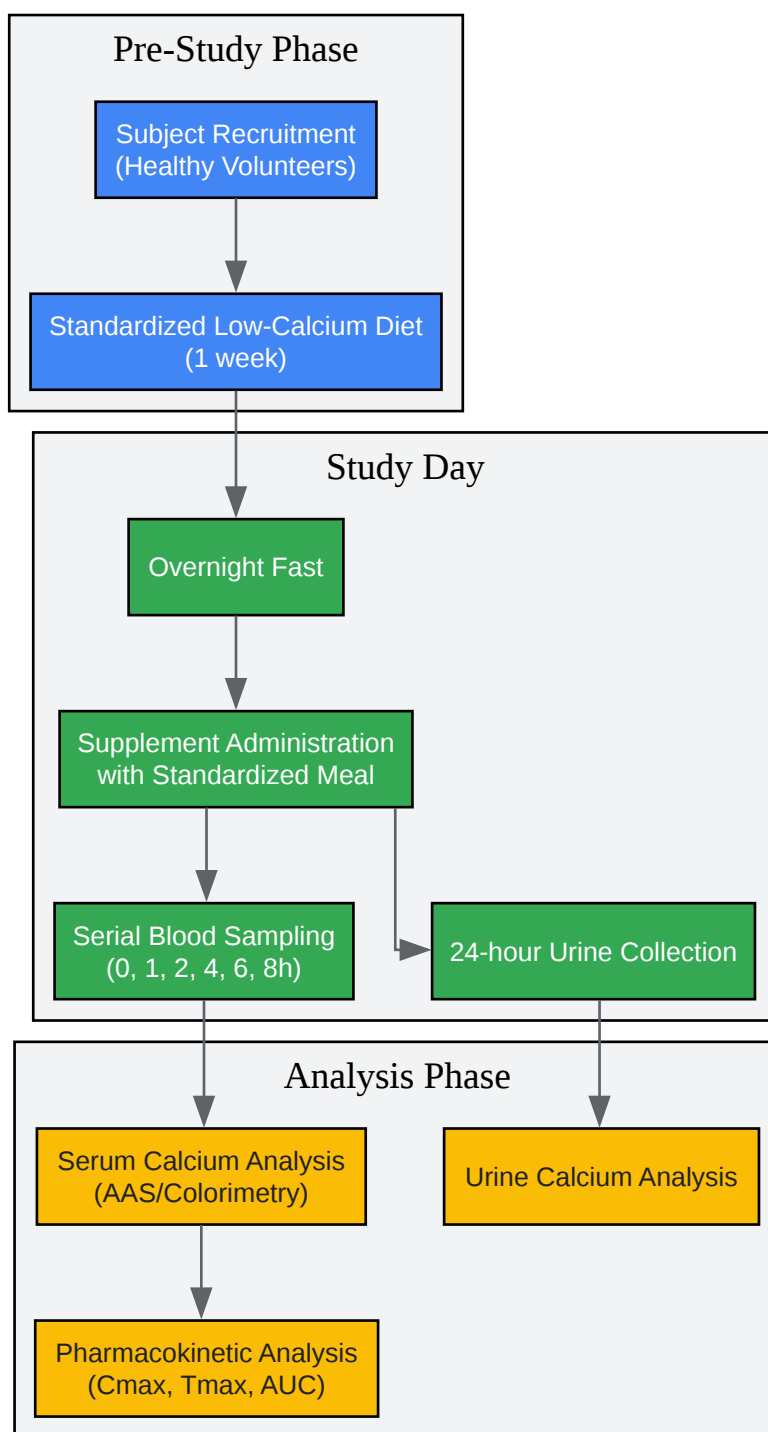 Pre-Study Phase
Subject Recruitment
(Healthy Volunteers)
Standardized Low-Calcium Diet
(1 week)
Study Day
Overnight Fast
Supplement Administration
with Standardized Meal
Serial Blood Sampling
(0, 1, 2, 4, 6, 8h)
24-hour Urine Collection
Analysis Phase
Serum Calcium Analysis
(AAS/Colorimetry)
Urine Calcium Analysis
Pharmacokinetic Analysis
(Cmax, Tmax, AUC)